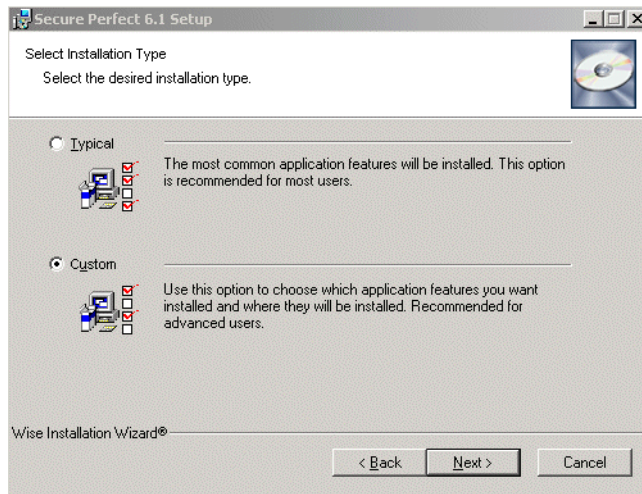 Secure Perfect 6.1 Setup
Select Installation Type
Select the desired installation type.
Typical
The most common application features will be installed. This option
is recommended for most users.
Custom
Use this option to choose which application features you want
installed and where they will be installed. Recommended for
advanced users.
Wise Installation Wizard®
< Back
Next >
Cancel